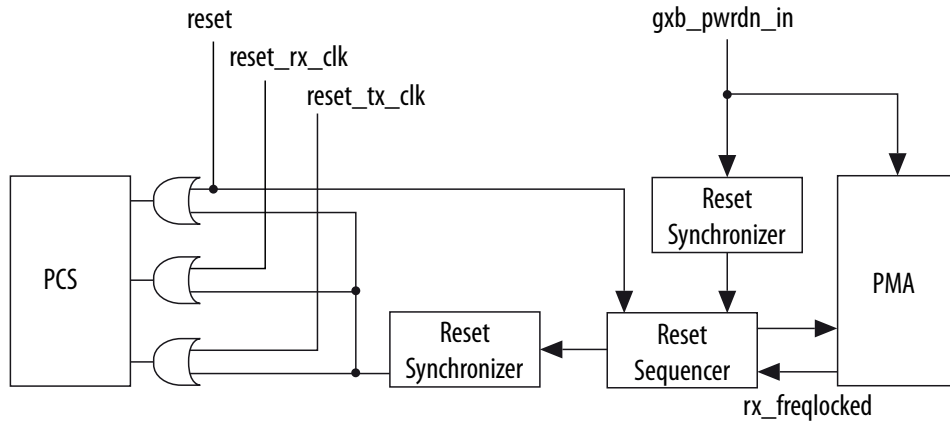 reset
gxb_pwrdn_in
reset_rx_clk
reset_tx_clk
Reset
Synchronizer
PCS
PMA
Reset
Synchronizer
Reset
Sequencer
rx_freqlocked